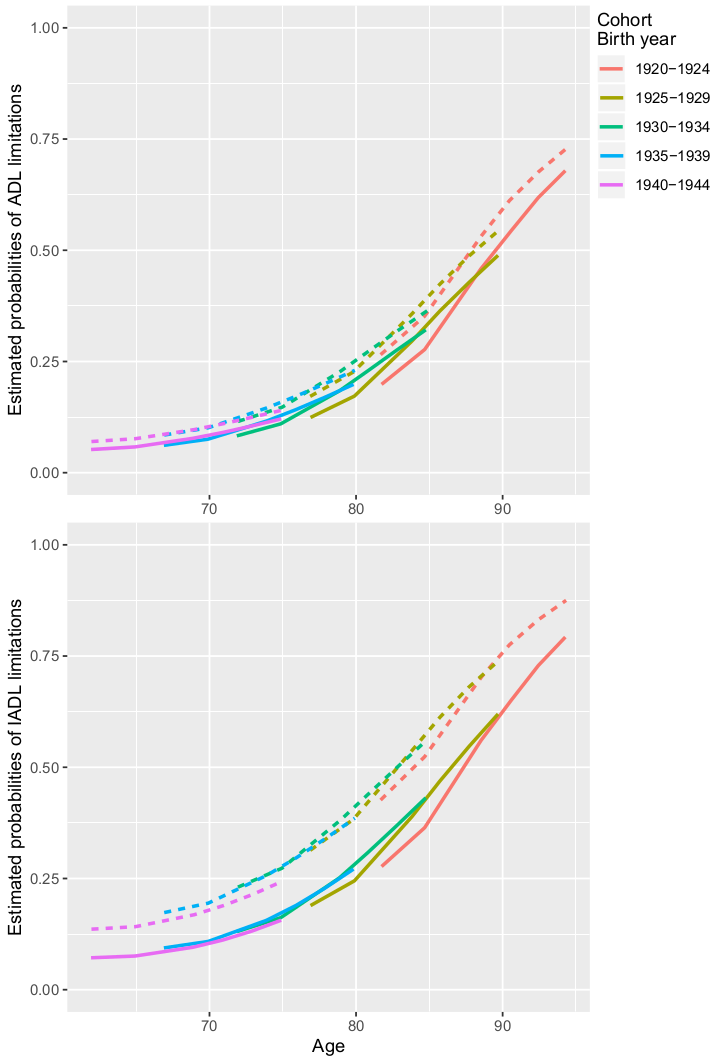 Cohort
Birth year
1920−1924
1925−1929
1930−1934
1935−1939
1940−1944
Estimated probabilities of ADL limitations
1.00
0.75
0.50
0.25
0.00
70 80 90
Estimated probabilities of IADL limitations
1.00
0.75
0.50
0.25
0.00
70 80 90
Age